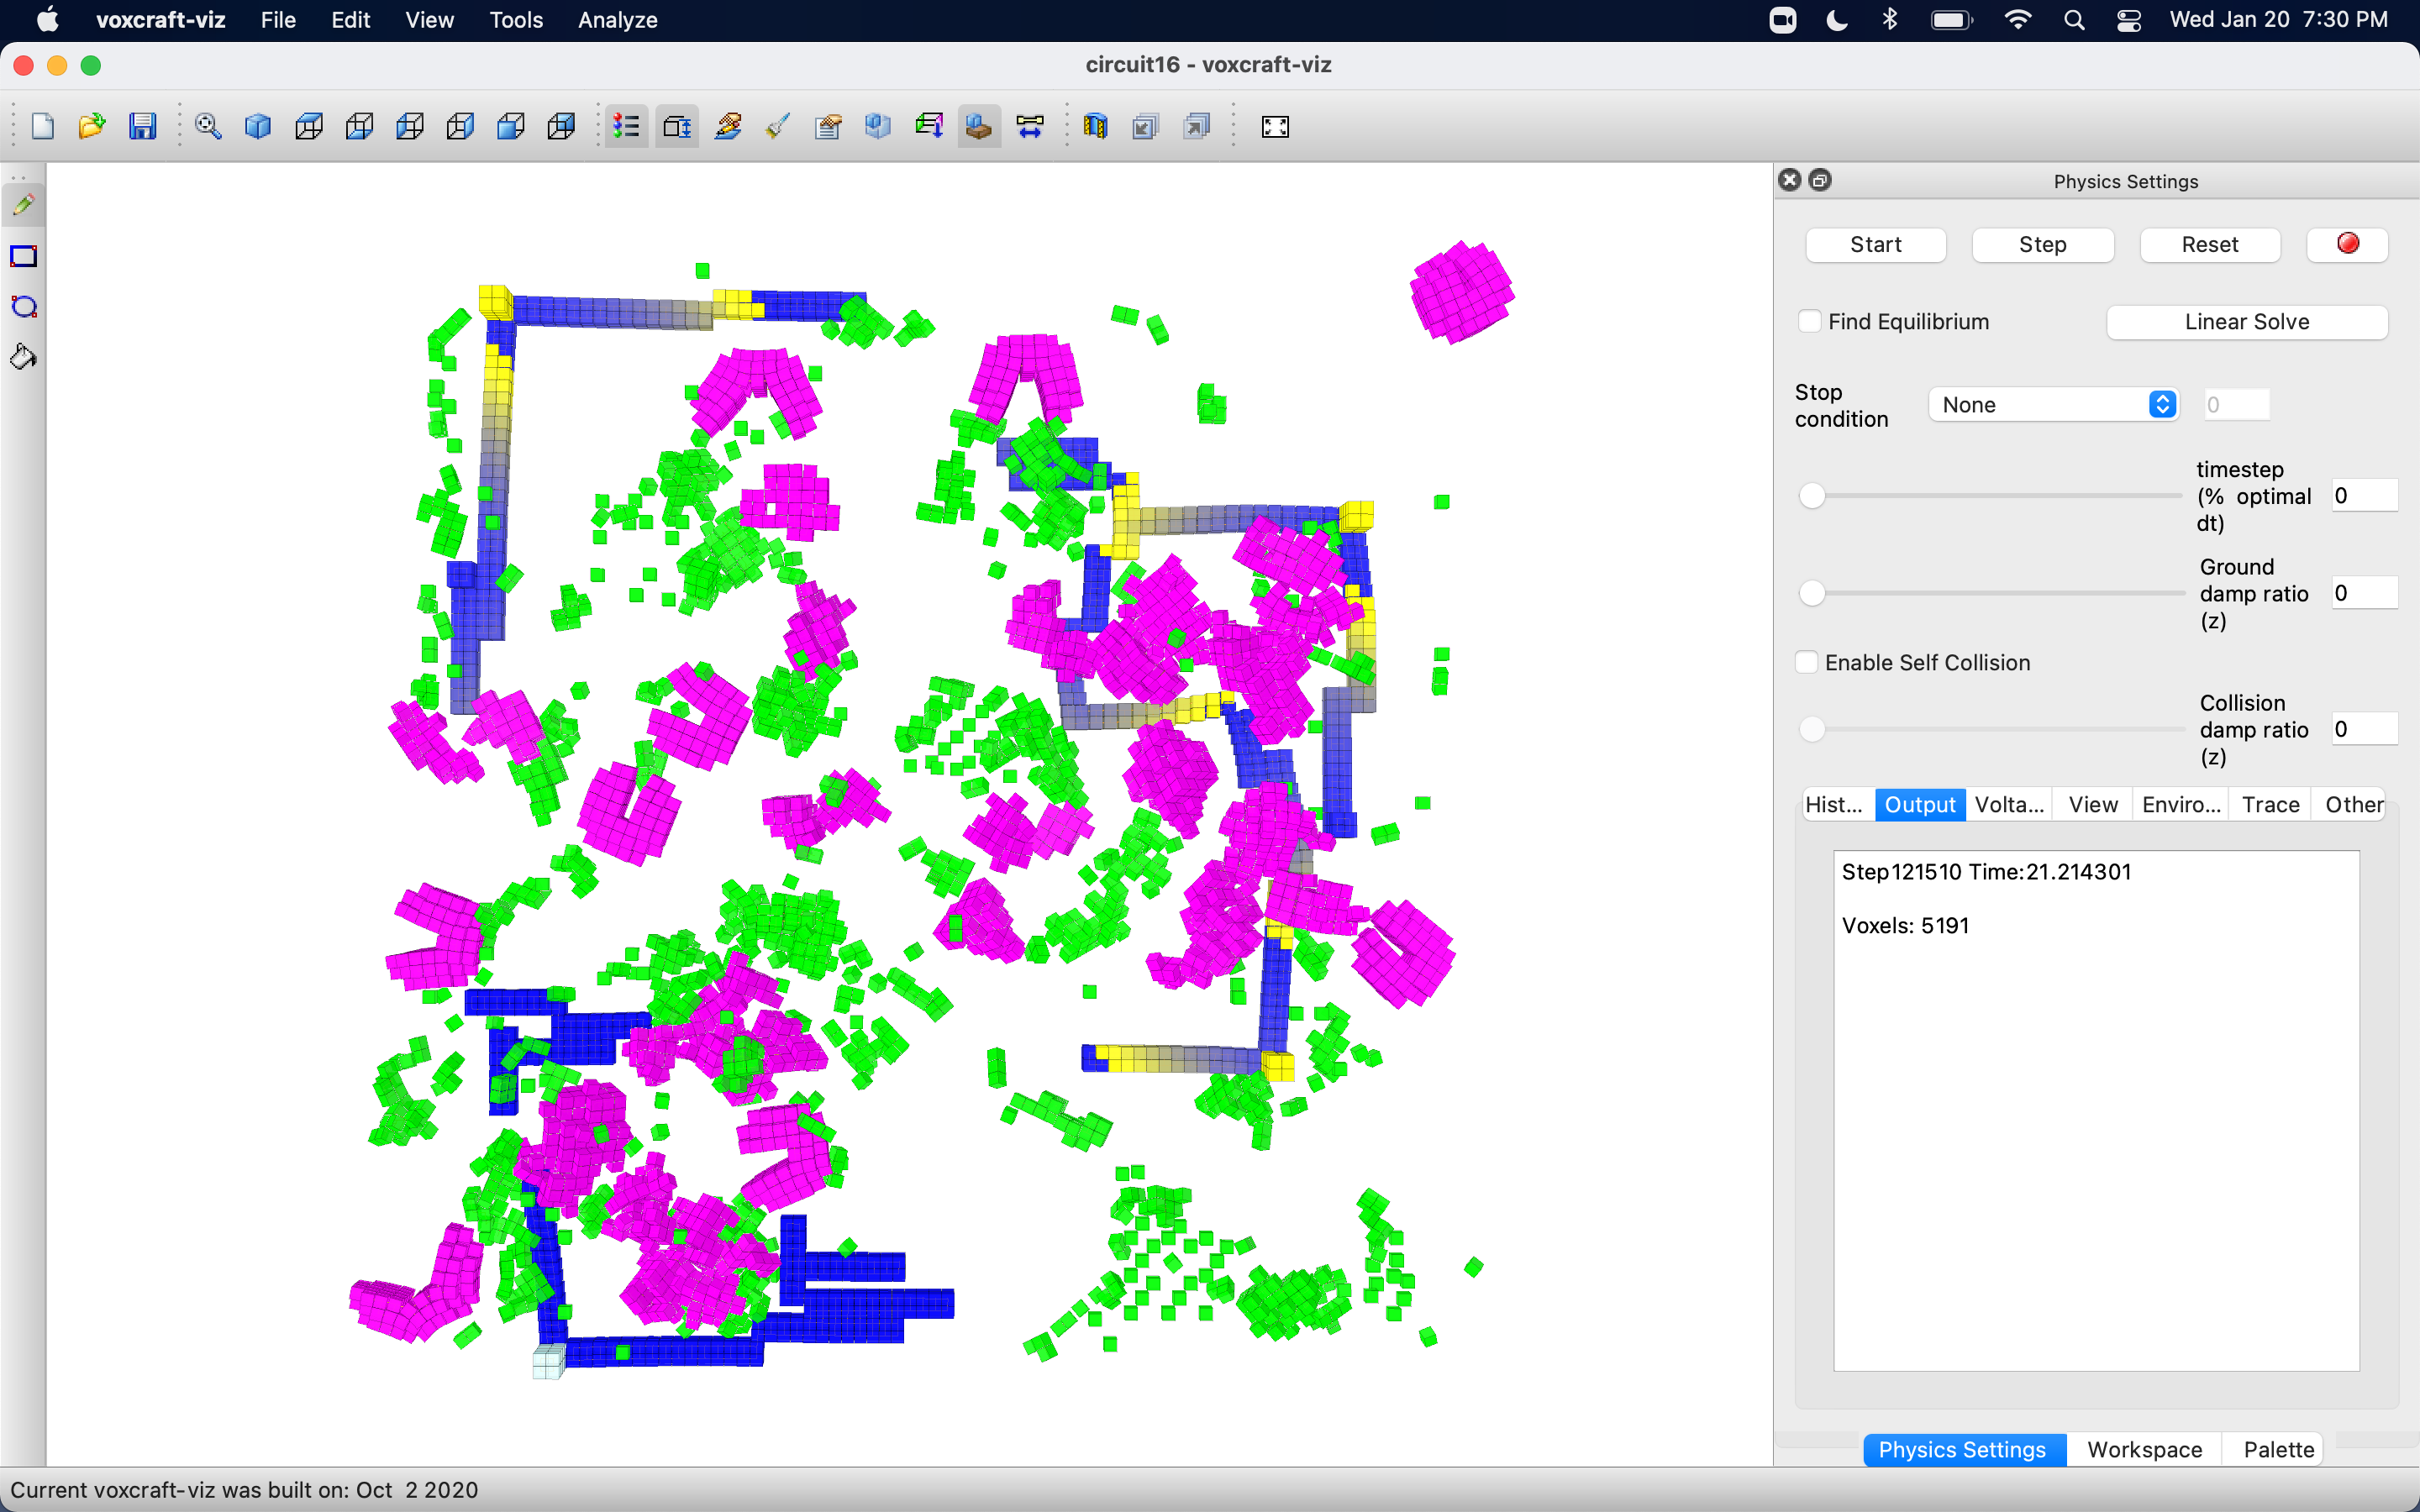 voxcraft-viz File Edit View Tools Analyze Wed Jan 20 7:30 PM
circuit16 - voxcraft-viz
Physics Settings
Start Step Reset
Find Equilibrium Linear Solve
Stop
condition
None
0
timestep
(% optimal
dt)
0
Ground
damp ratio
(z)
0
Enable Self Collision
Collision
damp ratio
(z)
0
Hist... Output Volta... View Enviro... Trace Other
Step121510 Time:21.214301
Voxels: 5191
Physics Settings Workspace Palette
Current voxcraft-viz was built on: Oct 2 2020